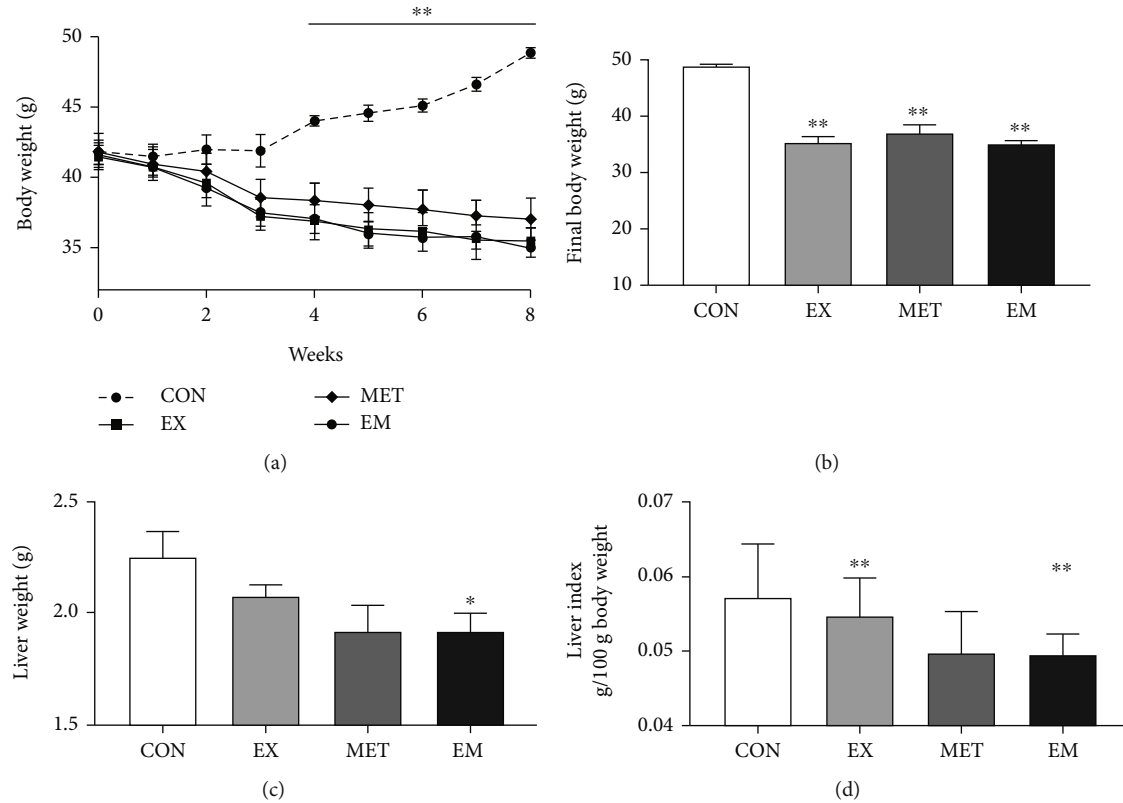 **
50
45
40
35
Body weight (g)
0
2
4
6
8
Weeks
CON
MET
EX
EM
(a)
50
40
30
20
10
Final body weight (g)
**
**
**
CON
EX
MET
EM
(b)
2.5
2.0
1.5
Liver weight (g)
*
CON
EX
MET
EM
(c)
0.07
0.06
0.05
0.04
Liver index
g/100 g body weight
**
**
CON
EX
MET
EM
(d)